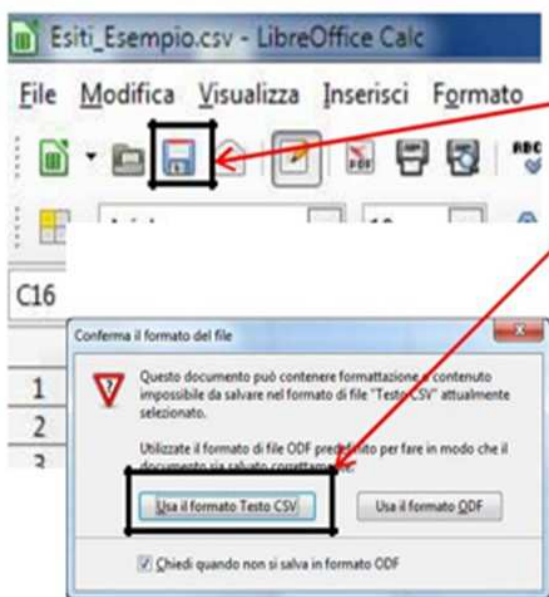 Esiti_Esempio.csv - LibreOffice Calc
File Modifica Visualizza Inserisci Formato
PDF ABC
C16
Conferma il formato del file
1
2
3
Questo documento può contenere formattazione o contenuto
impossibile da salvare nel formato di file "Testo CSV" attualmente
selezionato.
Utilizzate il formato di file ODF predefinito per fare in modo che il
documento sia salvato correttamente.
Usa il formato Testo CSV Usa il formato ODF
Chiedi quando non si salva in formato ODF